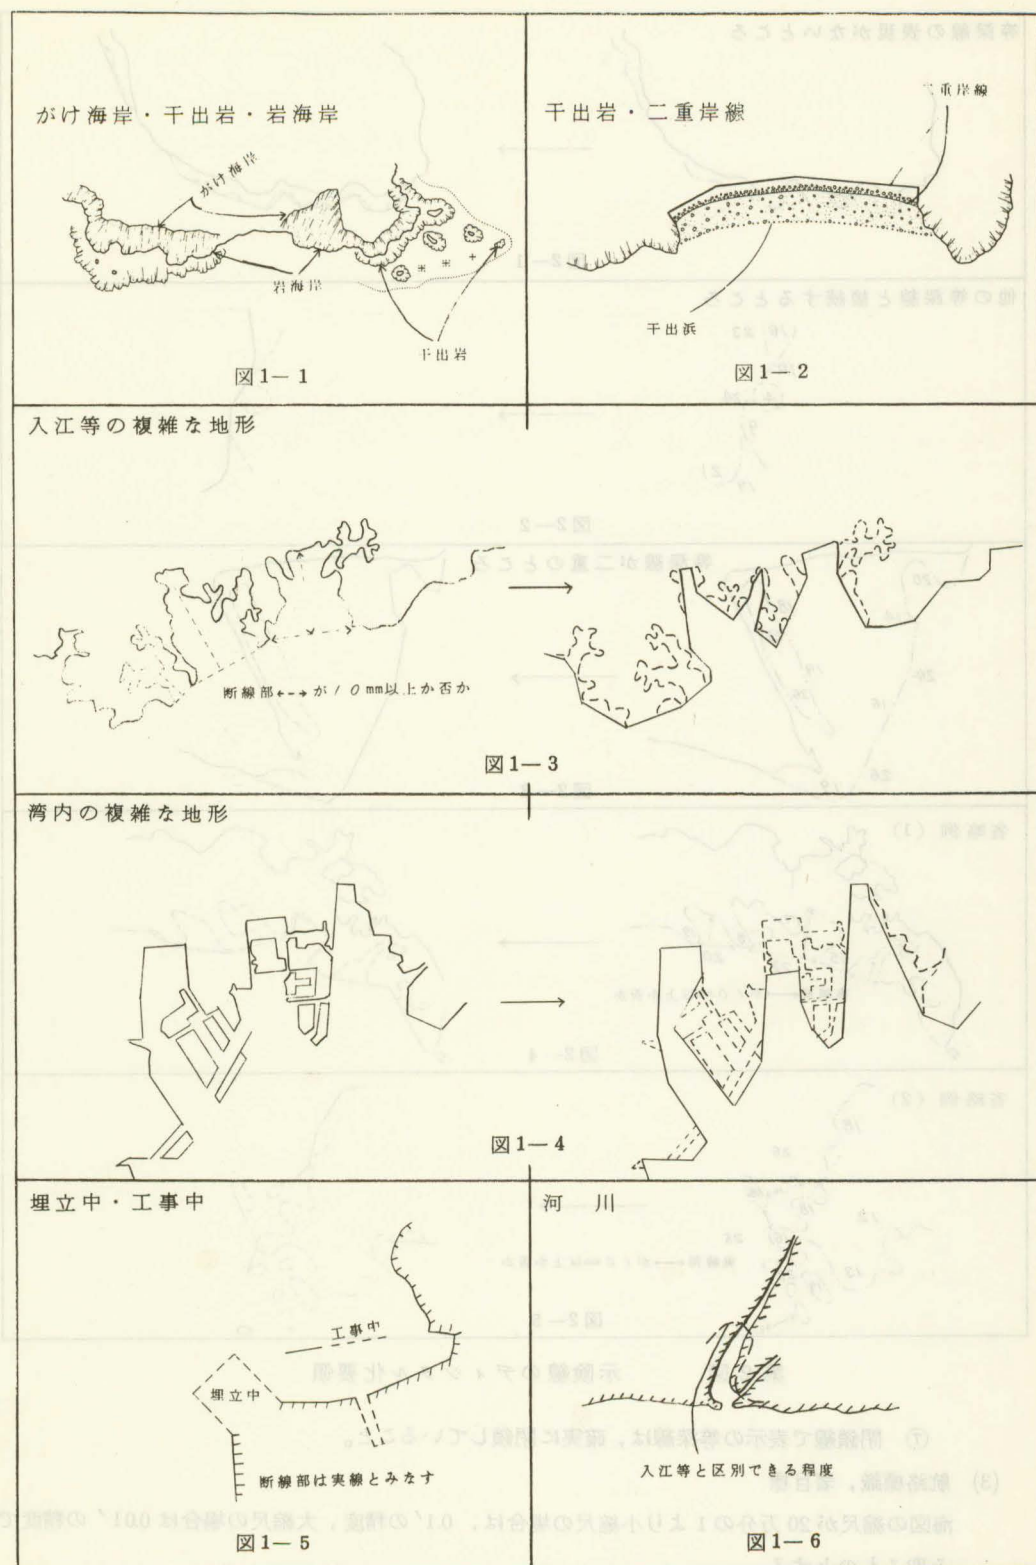 がけ海岸・干出岩・岩海岸
がけ海岸
岩海岸
干出岩
図1—1
干出岩・二重岸線
二重岸線
干出浜
図1—2
入江等の複雑な地形
断線部←--→が10mm以上か否か
図1—3
湾内の複雑な地形
図1—4
埋立中・工事中
工事中
埋立中
断線部は実線とみなす
図1—5
河 川
入江等と区別できる程度
図1—6